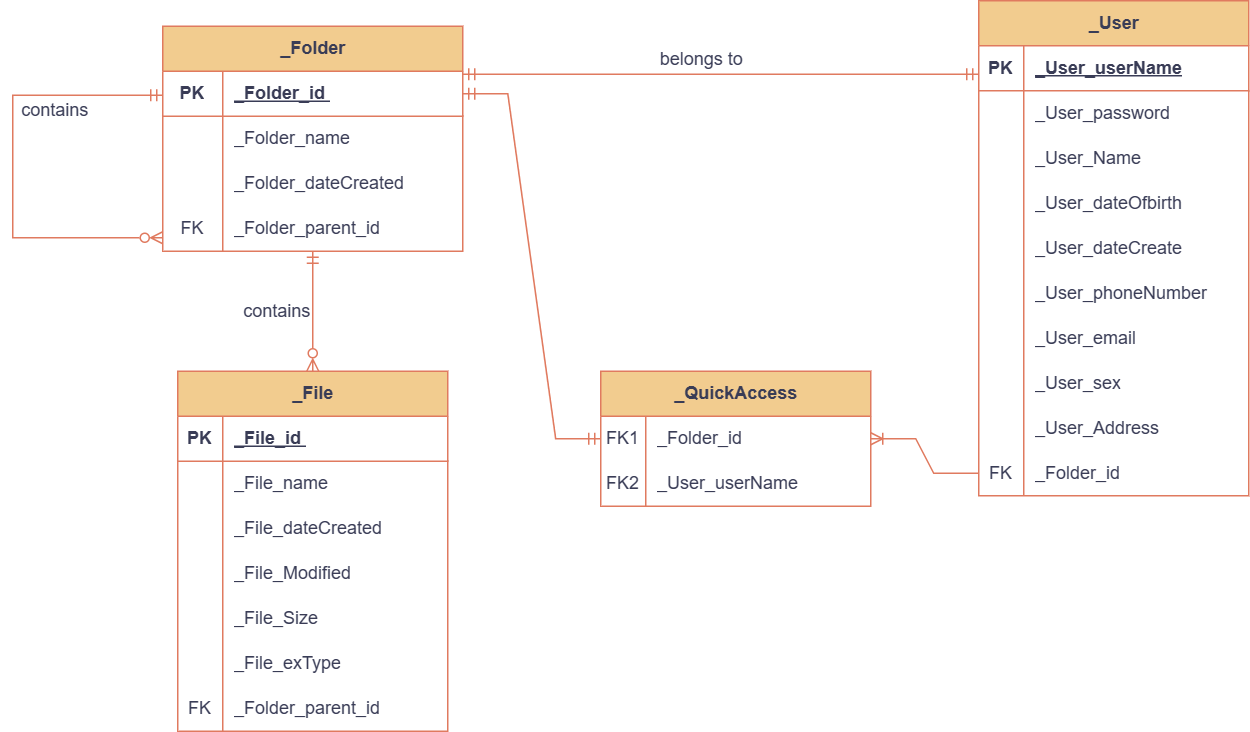 _Folder
PK _Folder_id
_Folder_name
_Folder_dateCreated
FK _Folder_parent_id
contains
belongs to
_User
PK _User_userName
_User_password
_User_Name
_User_dateOfbirth
_User_dateCreate
_User_phoneNumber
_User_email
_User_sex
_User_Address
FK _Folder_id
contains
_File
PK _File_id
_File_name
_File_dateCreated
_File_Modified
_File_Size
_File_exType
FK _Folder_parent_id
_QuickAccess
FK1 _Folder_id
FK2 _User_userName